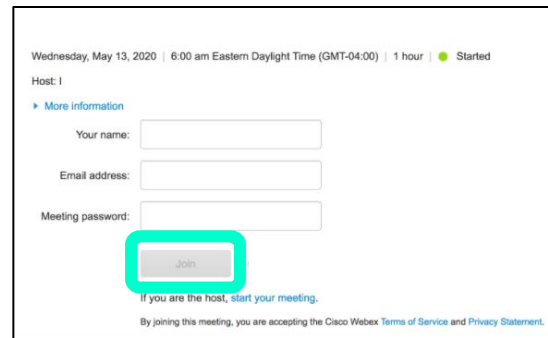 Wednesday, May 13, 2020 | 6:00 am Eastern Daylight Time (GMT-04:00) | 1 hour | Started
Host: I
More information
Your name:
Email address:
Meeting password:
Join
If you are the host, start your meeting.
By joining this meeting, you are accepting the Cisco Webex Terms of Service and Privacy Statement.